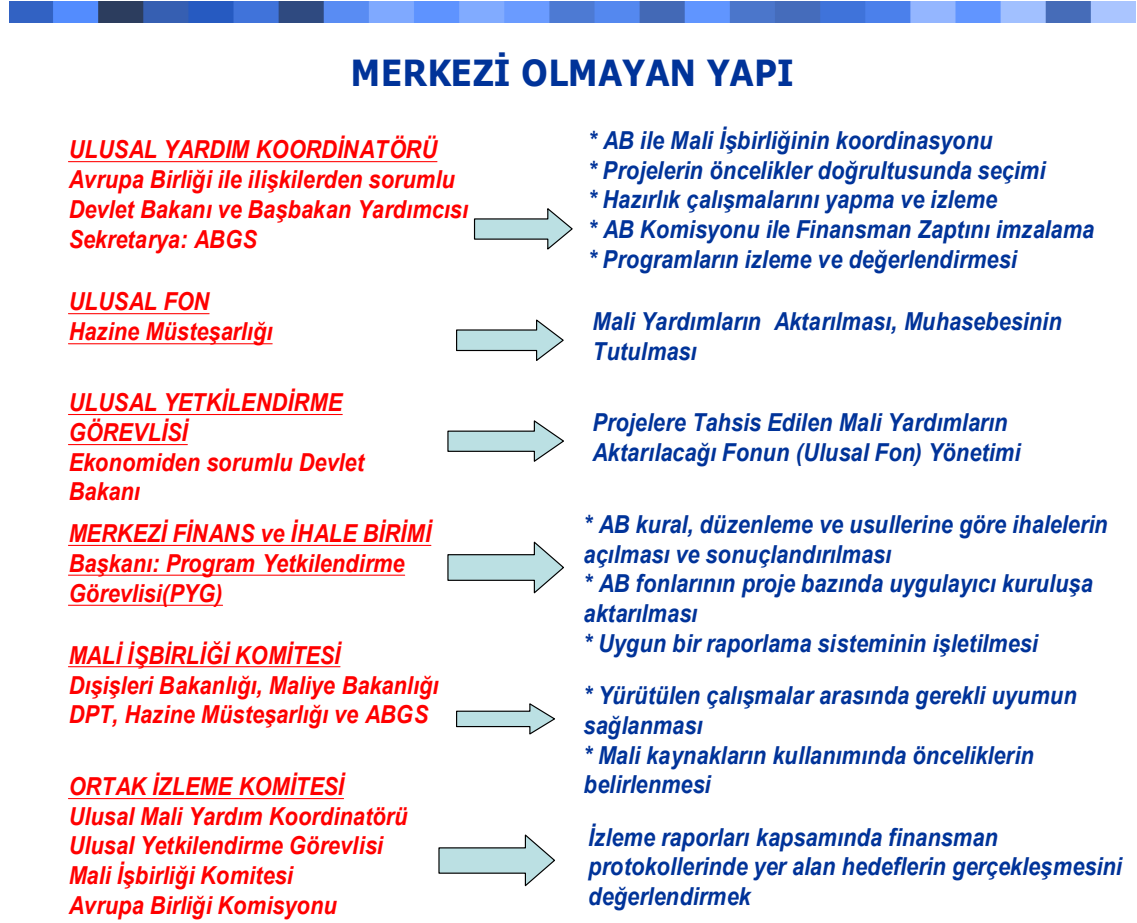 MERKEZİ OLMAYAN YAPI
ULUSAL YARDIM KOORDİNATÖRÜ
Avrupa Birliği ile ilişkilerden sorumlu
Devlet Bakanı ve Başbakan Yardımcısı
Sekretarya: ABGS
* AB ile Mali İşbirliğinin koordinasyonu
* Projelerin öncelikler doğrultusunda seçimi
* Hazırlık çalışmalarını yapma ve izleme
* AB Komisyonu ile Finansman Zaptını imzalama
* Programların izleme ve değerlendirmesi
ULUSAL FON
Hazine Müsteşarlığı
Mali Yardımların Aktarılması, Muhasebesinin
Tutulması
ULUSAL YETKİLENDİRME
GÖREVLİSİ
Ekonomiden sorumlu Devlet
Bakanı
Projelere Tahsis Edilen Mali Yardımların
Aktarılacağı Fonun (Ulusal Fon) Yönetimi
MERKEZİ FİNANS ve İHALE BİRİMİ
Başkanı: Program Yetkilendirme
Görevlisi(PYG)
* AB kural, düzenleme ve usullerine göre ihalelerin
açılması ve sonuçlandırılması
* AB fonlarının proje bazında uygulayıcı kuruluşa
aktarılması
* Uygun bir raporlama sisteminin işletilmesi
MALİ İŞBİRLİĞİ KOMİTESİ
Dışişleri Bakanlığı, Maliye Bakanlığı
DPT, Hazine Müsteşarlığı ve ABGS
* Yürütülen çalışmalar arasında gerekli uyumun
sağlanması
* Mali kaynakların kullanımında önceliklerin
belirlenmesi
ORTAK İZLEME KOMİTESİ
Ulusal Mali Yardım Koordinatörü
Ulusal Yetkilendirme Görevlisi
Mali İşbirliği Komitesi
Avrupa Birliği Komisyonu
İzleme raporları kapsamında finansman
protokollerinde yer alan hedeflerin gerçekleşmesini
değerlendirmek